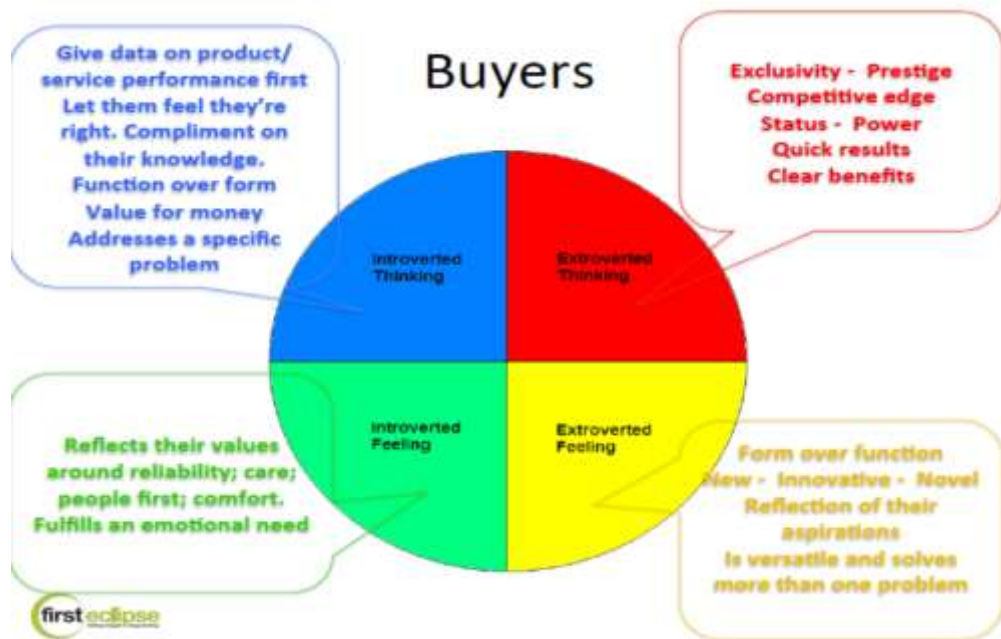 Buyers
Give data on product/
service performance first
Let them feel they're
right. Compliment on
their knowledge.
Function over form
Value for money
Addresses a specific
problem
Exclusivity - Prestige
Competitive edge
Status - Power
Quick results
Clear benefits
Introverted
Thinking
Extroverted
Thinking
Introverted
Feeling
Extroverted
Feeling
Reflects their values
around reliability; care;
people first; comfort.
Fulfills an emotional need
Form over function
New - Innovative - Novel
Reflection of their
aspirations
Is versatile and solves
more than one problem
first eclipse